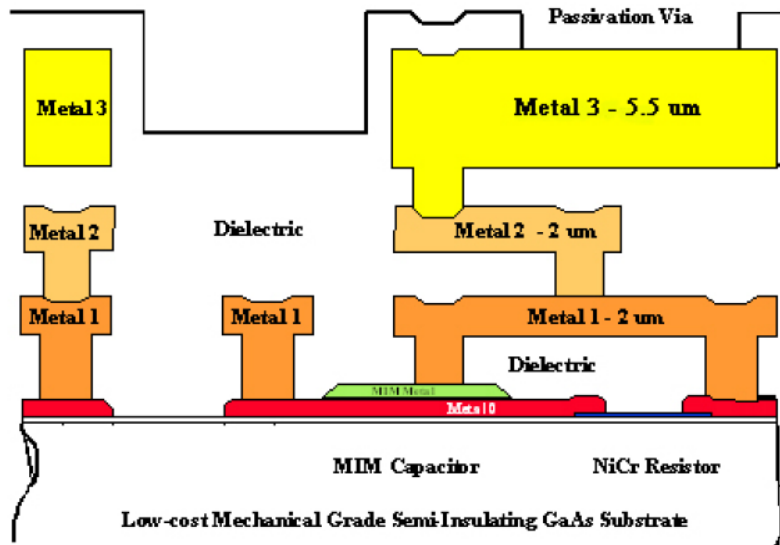 Passivation Via
Metal 3
Metal 3 - 5.5 um
Metal 2
Dielectric
Metal 2 - 2 um
Metal 1
Metal 1
Metal 1 - 2 um
Dielectric
MIM Metal
Metal 0
MIM Capacitor
NiCr Resistor
Low-cost Mechanical Grade Semi-Insulating GaAs Substrate